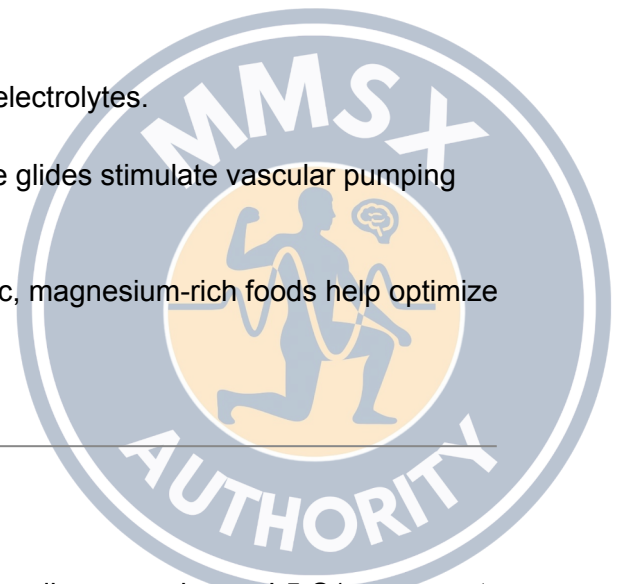 electrolytes.
MMSX
e glides stimulate vascular pumping
c, magnesium-rich foods help optimize
AUTHORITY